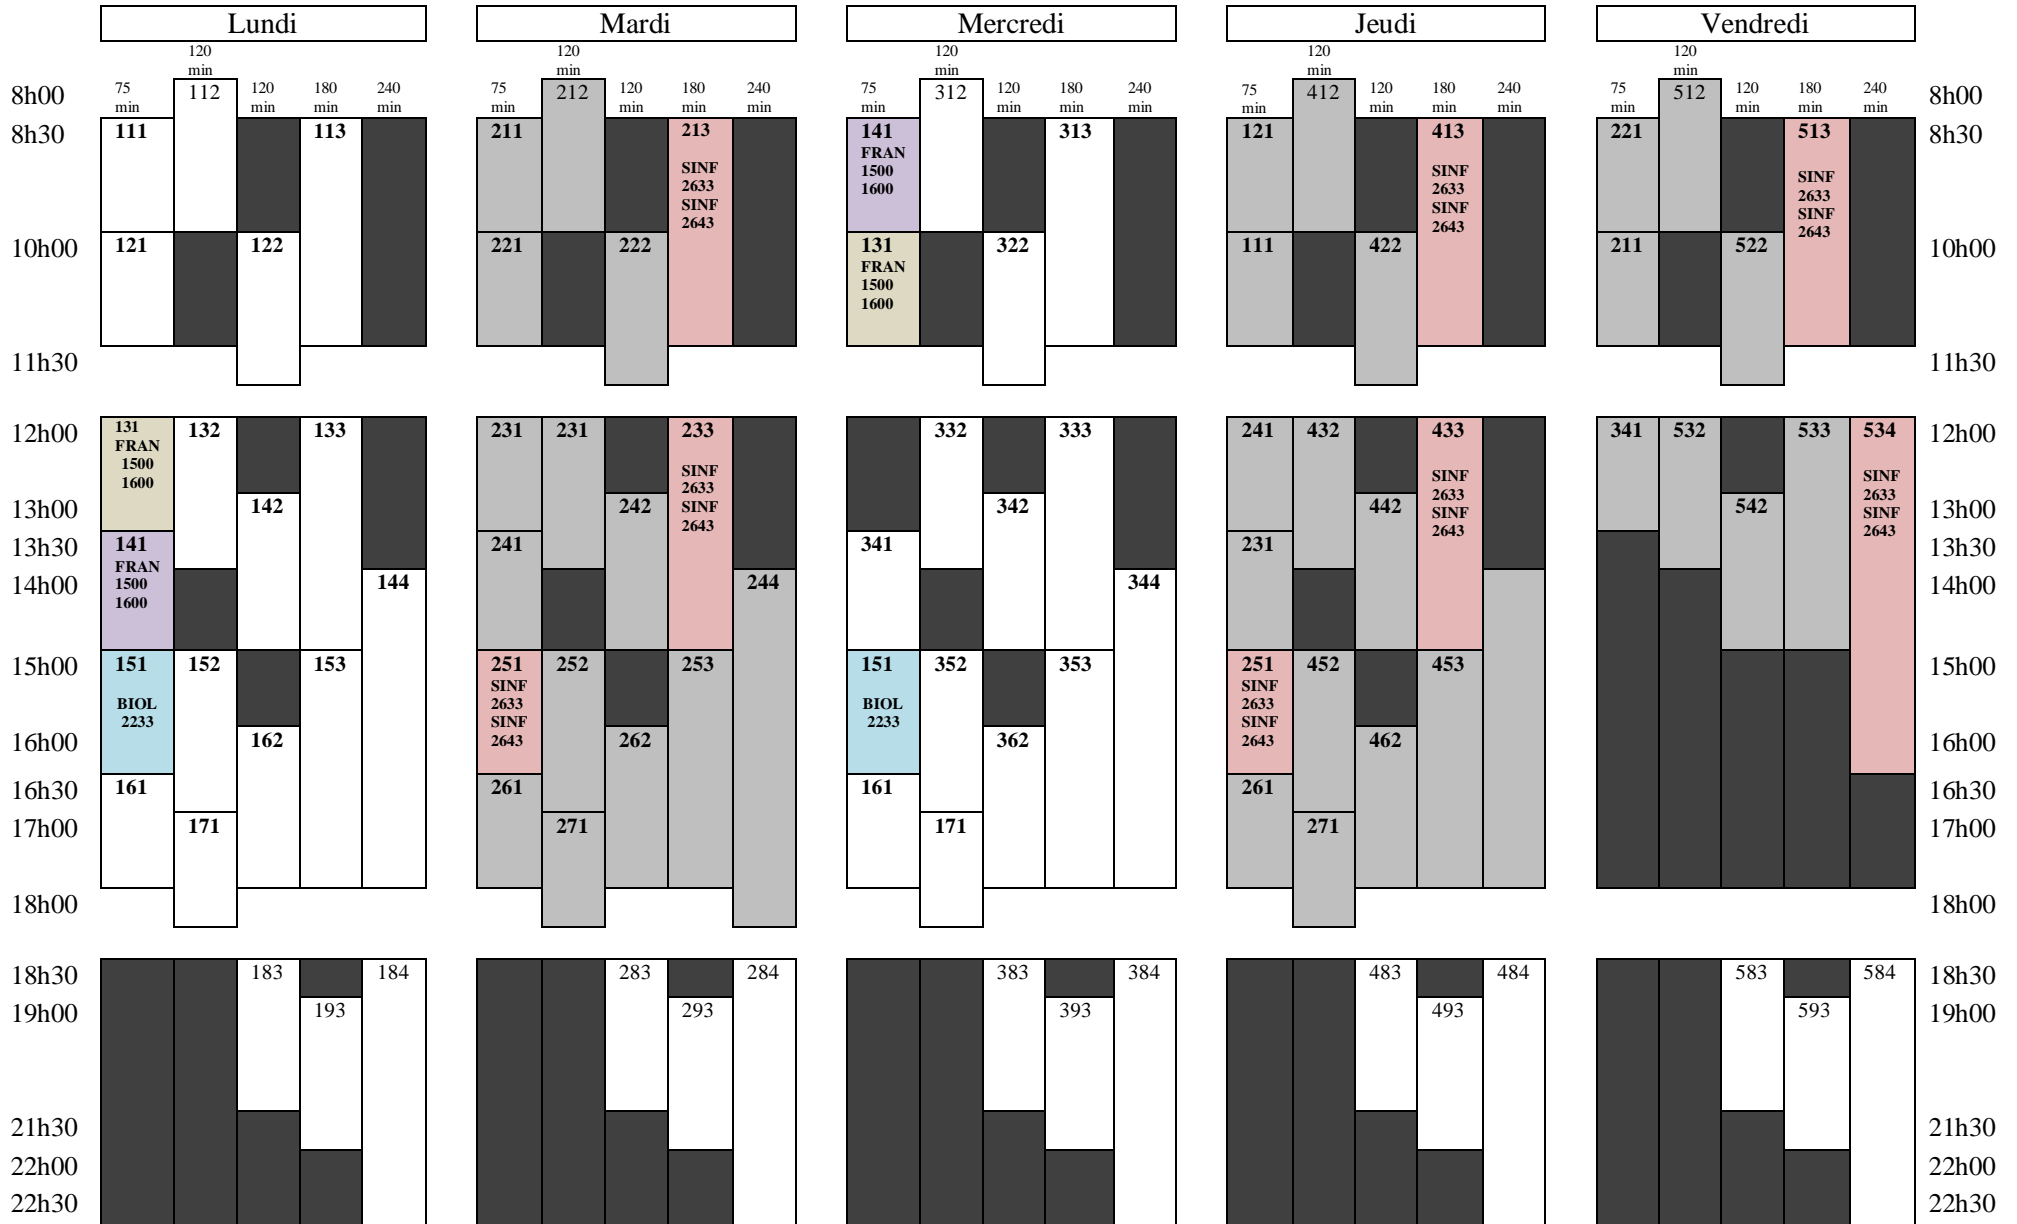 Lundi Mardi Mercredi Jeudi Vendredi
120 120 120 120 120
min min min min min
8h00 75 112 120 180 240 75 212 120 180 240 75 312 120 180 240 75 412 120 180 240 75 512 120 180 240 8h00
min min min min min min min min min min min min min min min min min min min min
8h30 111 113 211 213 141 313 121 413 221 513 8h30
SINF FRAN SINF SINF
2633 1500 2633 2633
SINF 1600 SINF SINF
2643 2643 2643
10h00 121 122 221 222 131 322 111 422 211 522 10h00
FRAN
1500
1600
11h30 11h30
12h00 131 132 133 231 231 233 332 333 241 432 433 341 532 533 534 12h00
FRAN SINF SINF SINF
1500 2633 2633 2633
1600 SINF SINF SINF
2643 2643 2643
13h00 142 242 342 442 542 13h00
13h30 141 241 341 231 13h30
FRAN
1500
1600
14h00 144 244 344 14h00
15h00 151 152 153 251 252 253 151 352 353 251 452 453 15h00
BIOL SINF BIOL SINF
2233 2633 2233 2633
SINF SINF
2643 2643
16h00 162 262 362 462 16h00
16h30 161 261 161 261 16h30
17h00 171 271 171 271 17h00
18h00 18h00
18h30 183 184 283 284 383 384 483 484 583 584 18h30
19h00 193 293 393 493 593 19h00
21h30 21h30
22h00 22h00
22h30 22h30